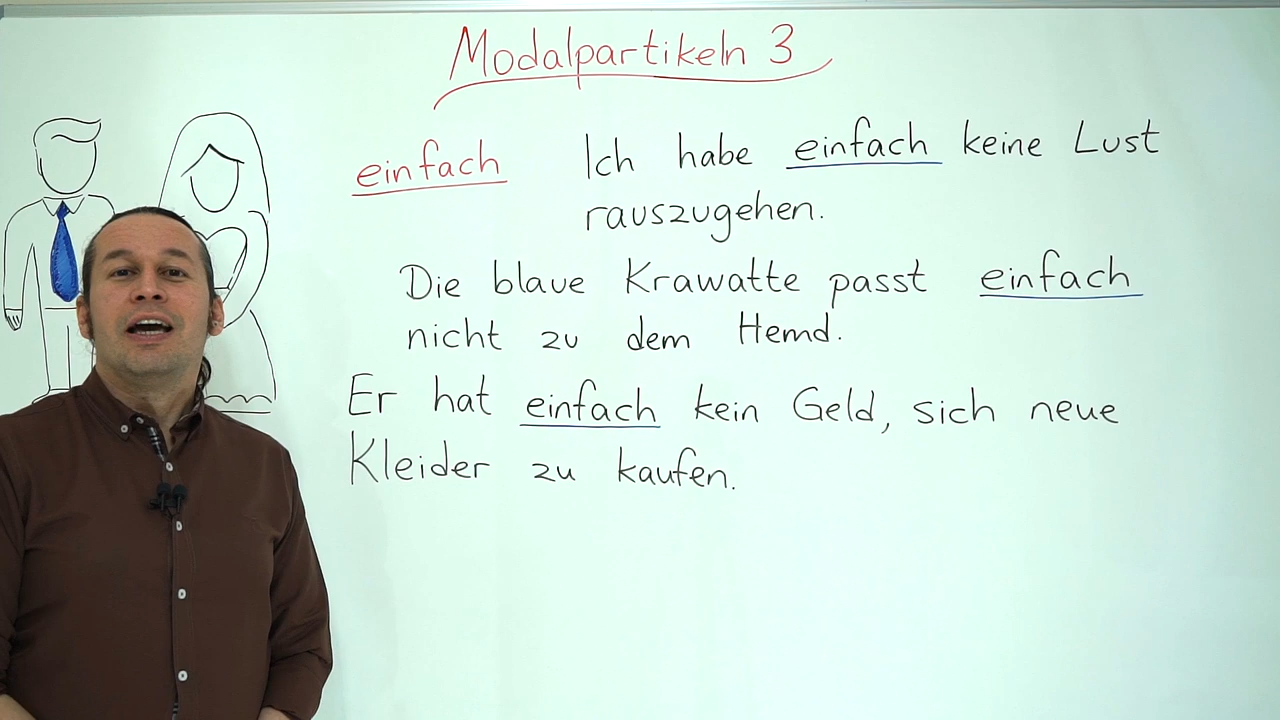 Modalpartikeln 3
einfach Ich habe einfach keine Lust
rauszugehen.
Die blaue Krawatte passt einfach
nicht zu dem Hemd.
Er hat einfach kein Geld, sich neue
Kleider zu kaufen.